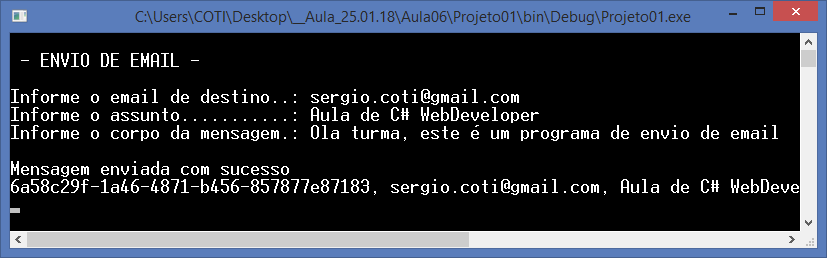 C:\Users\COTI\Desktop\__Aula_25.01.18\Aula06\Projeto01\bin\Debug\Projeto01.exe
- ENVIO DE EMAIL -
Informe o email de destino..: sergio.coti@gmail.com
Informe o assunto...........: Aula de C# WebDeveloper
Informe o corpo da mensagem.: Ola turma, este é um programa de envio de email
Mensagem enviada com sucesso
6a58c29f-1a46-4871-b456-857877e87183, sergio.coti@gmail.com, Aula de C# WebDeve